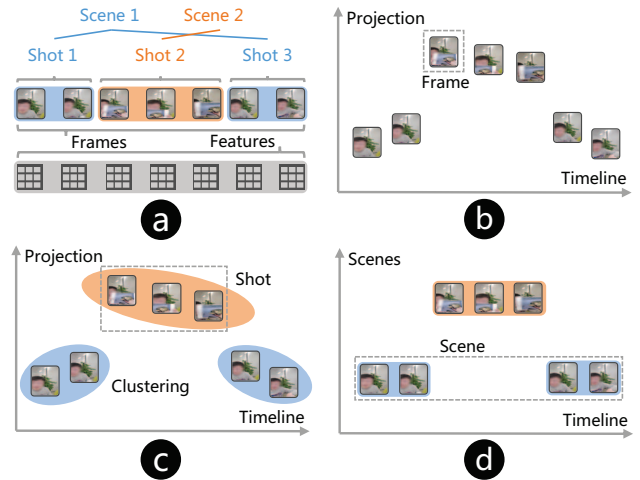 Scene 1
Scene 2
Shot 1
Shot 2
Shot 3
Frames
Features
a
Projection
Frame
Timeline
b
Projection
Shot
Clustering
Timeline
c
Scenes
Scene
Timeline
d